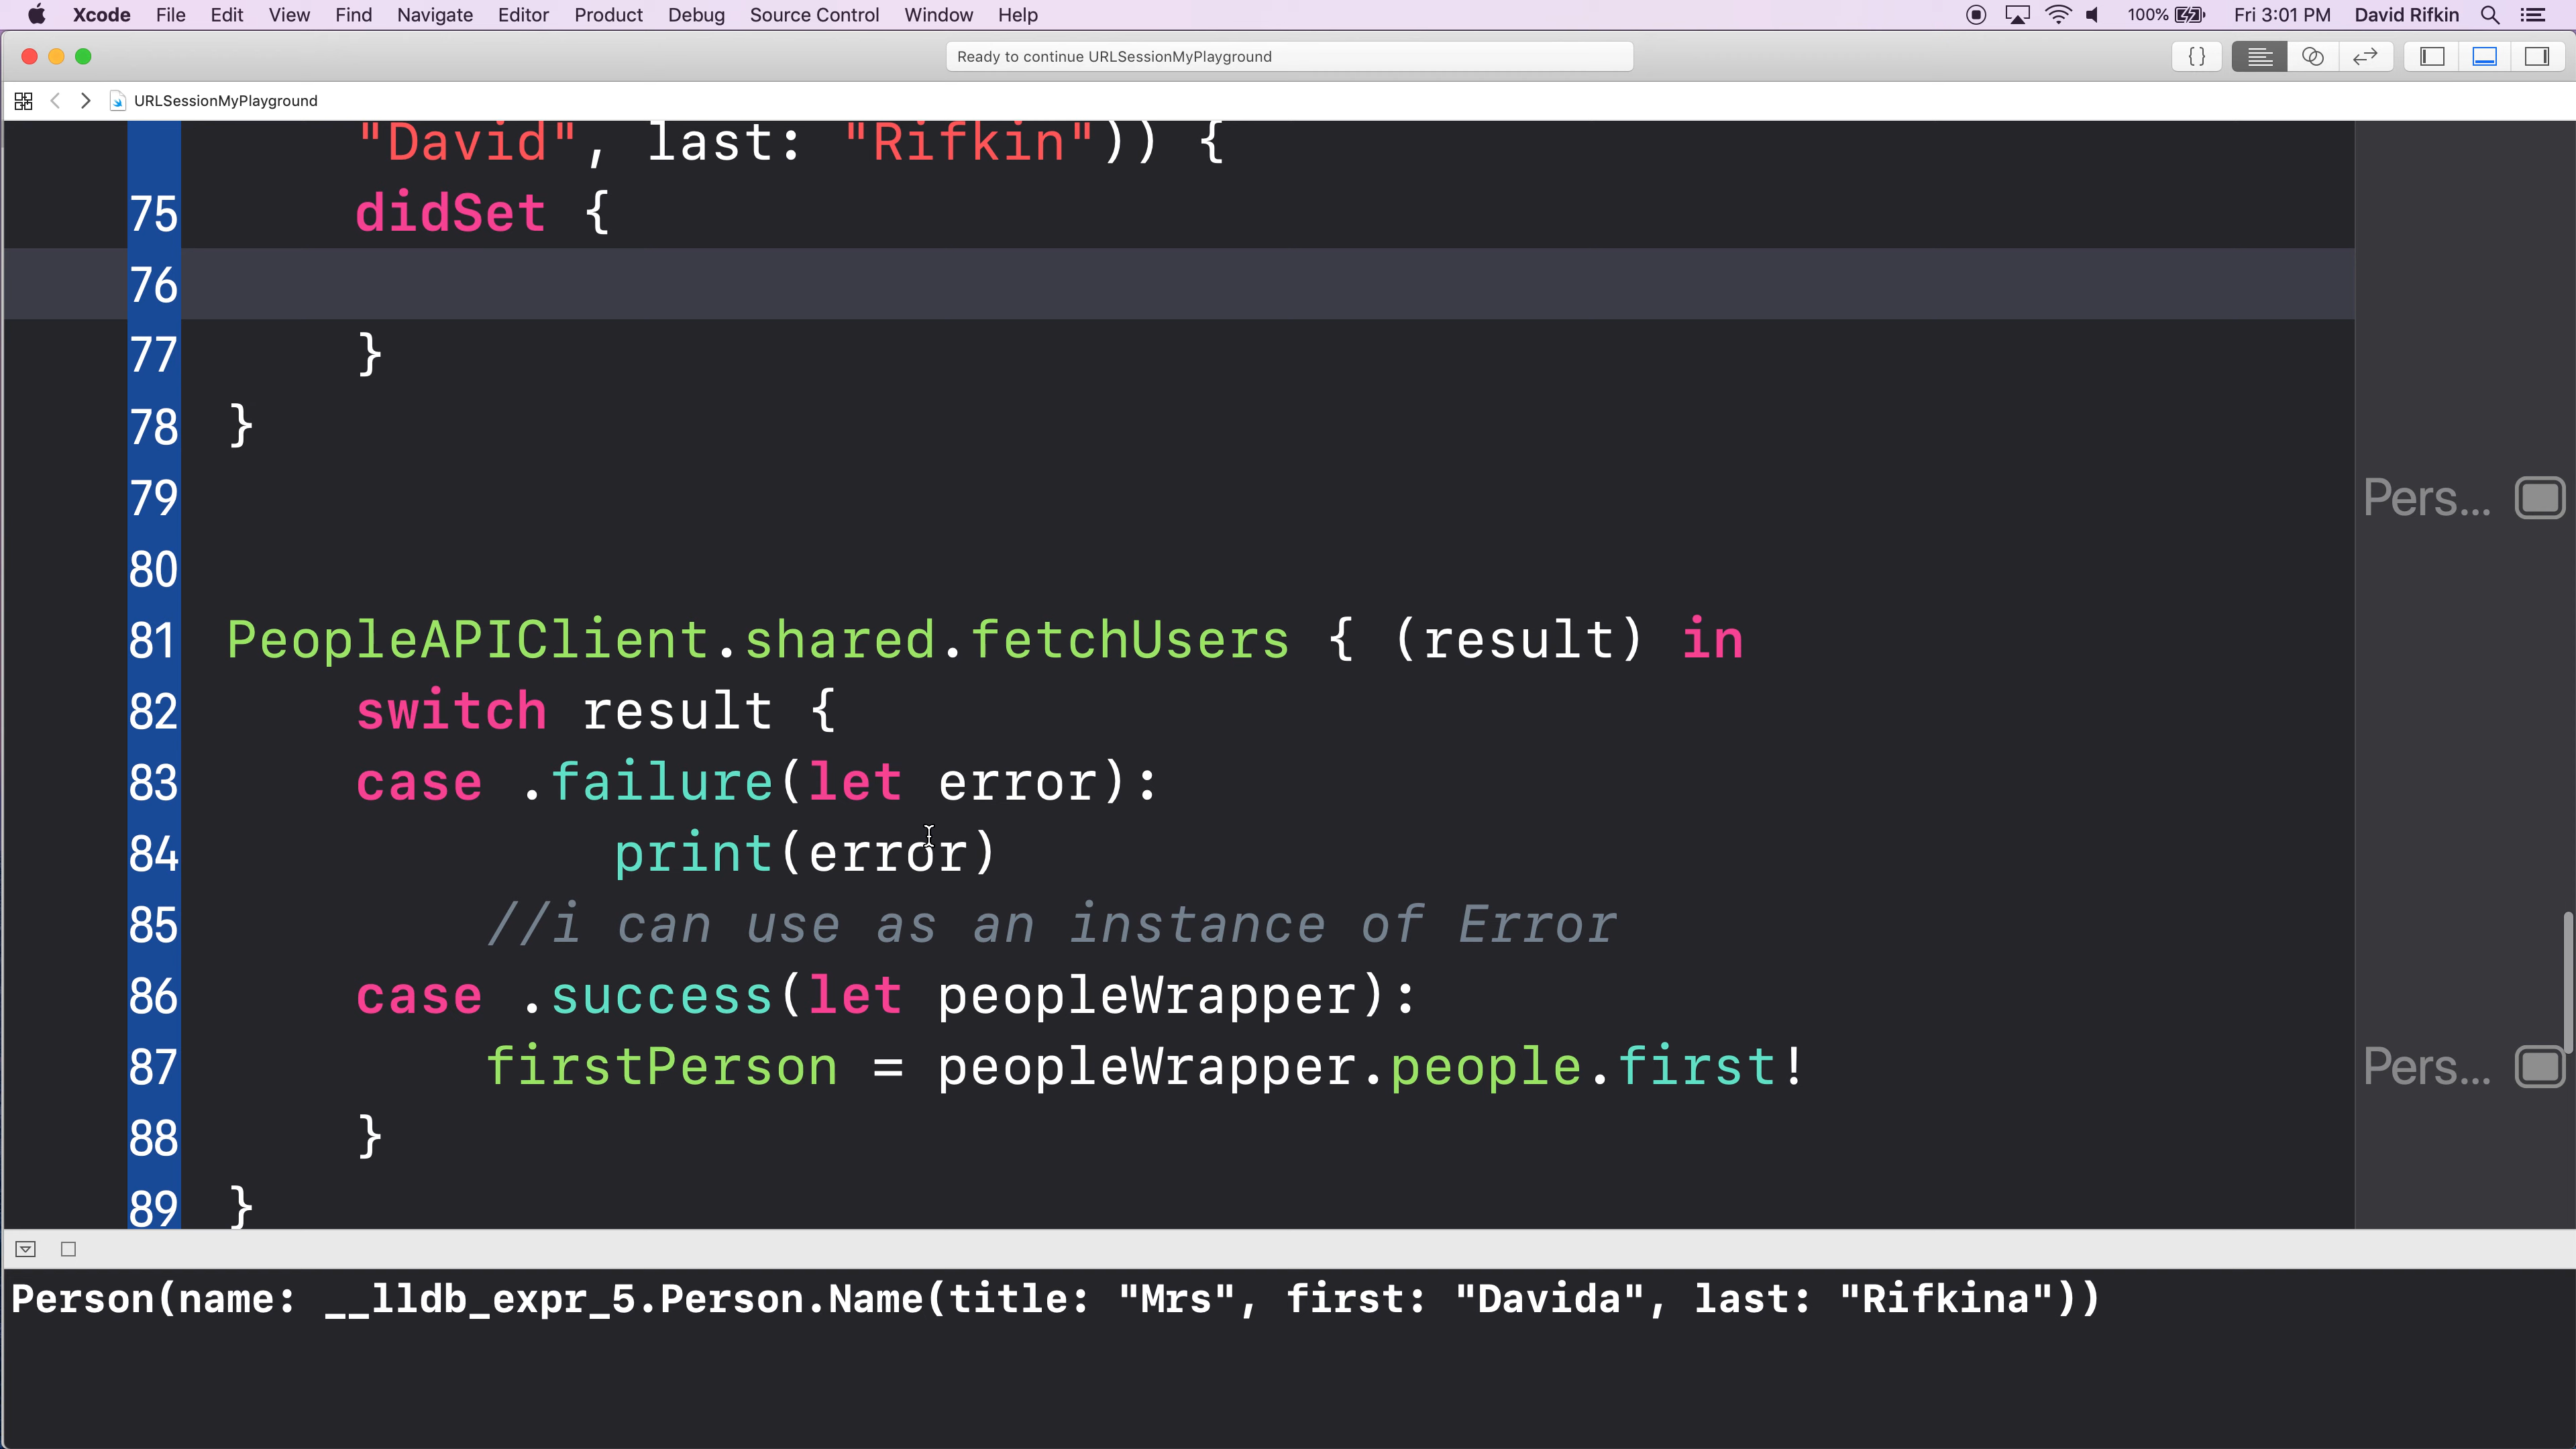 Xcode File Edit View Find Navigate Editor Product Debug Source Control Window Help 100% Fri 3:01 PM David Rifkin
Ready to continue URLSessionMyPlayground { }
URLSessionMyPlayground
"David", last: "Rifkin")) {
75 didSet {
76
77 }
78 }
79 Pers...
80
81 PeopleAPIClient.shared.fetchUsers { (result) in
82 switch result {
83 case .failure(let error):
84 print(error)
85 //i can use as an instance of Error
86 case .success(let peopleWrapper):
87 firstPerson = peopleWrapper.people.first! Pers...
88 }
89 }
Person(name: __lldb_expr_5.Person.Name(title: "Mrs", first: "Davida", last: "Rifkina"))